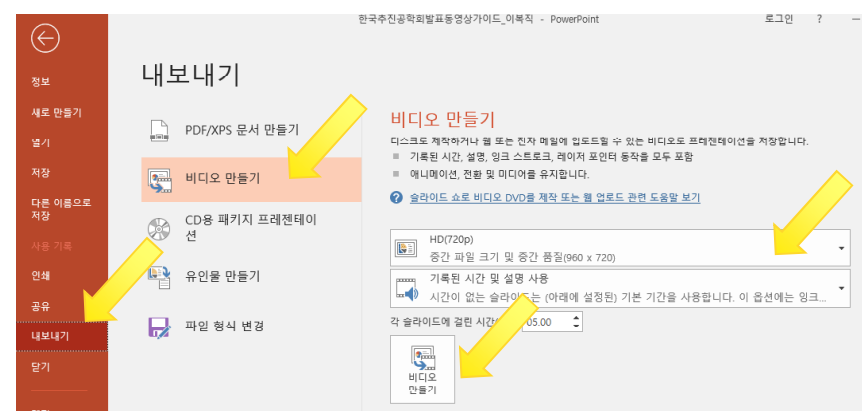 한국추진공학회발표동영상가이드_이복직 - PowerPoint
로그인 ? —
정보
새로 만들기
열기
저장
다른 이름으로
저장
사용 기록
인쇄
공유
내보내기
닫기
내보내기
PDF/XPS 문서 만들기
비디오 만들기
CD용 패키지 프레젠테이
션
유인물 만들기
파일 형식 변경
비디오 만들기
디스크로 제작하거나 웹 또는 전자 메일에 업로드할 수 있는 비디오로 프레젠테이션을 저장합니다.
기록된 시간, 설명, 잉크 스트로크, 레이저 포인터 동작을 모두 포함
애니메이션, 전환 및 미디어를 유지합니다.
슬라이드 쇼로 비디오 DVD를 제작 또는 웹 업로드 관련 도움말 보기
HD(720p)
중간 파일 크기 및 중간 품질(960 x 720)
기록된 시간 및 설명 사용
시간이 없는 슬라이드는 (아래에 설정된) 기본 기간을 사용합니다. 이 옵션에는 잉크...
각 슬라이드에 걸린 시간 05.00
비디오
만들기